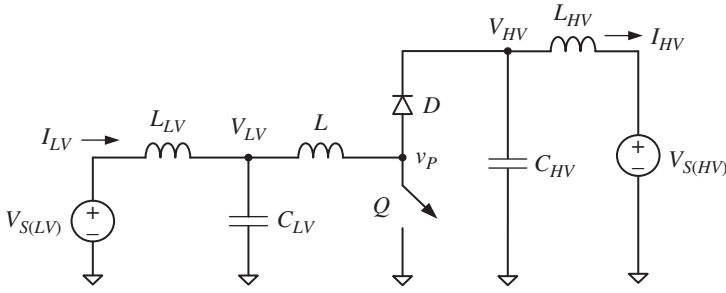 V_HV
L_HV
I_HV
D
I_LV
L_LV
V_LV
L
v_P
C_HV
+
−
V_S(HV)
V_S(LV)
+
−
C_LV
Q